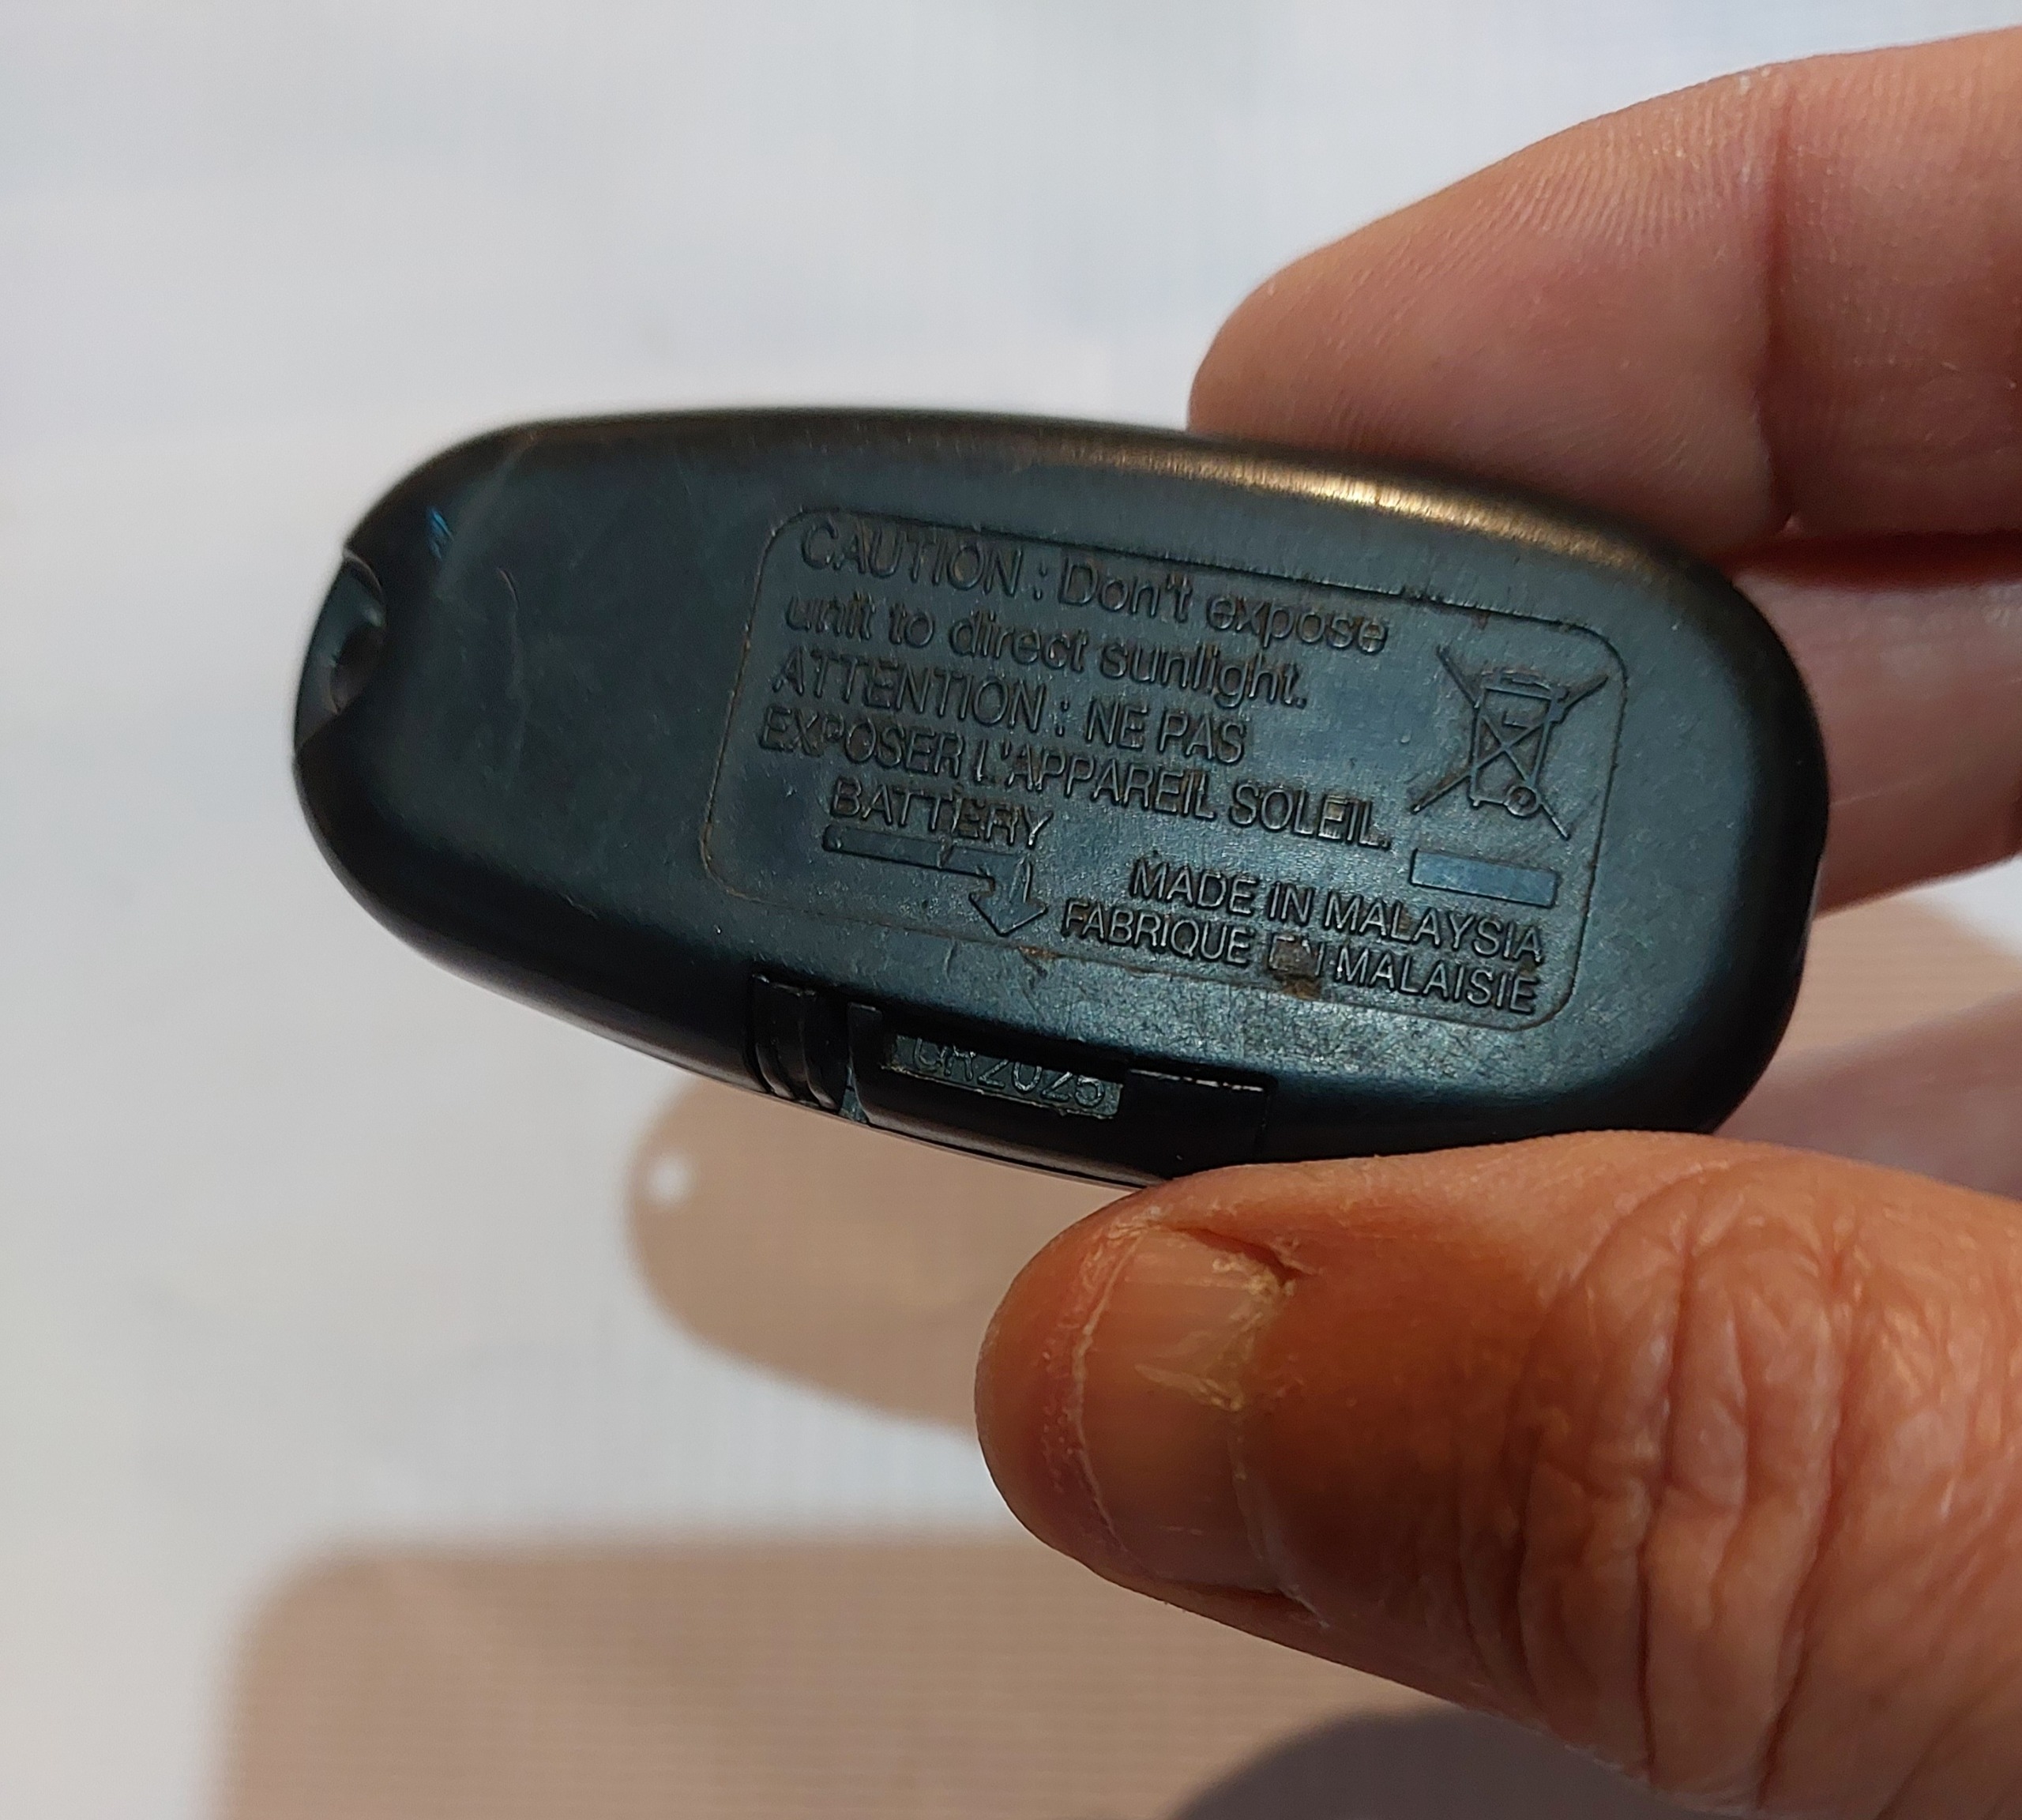 CAUTION : Don't expose
unit to direct sunlight.
ATTENTION : NE PAS
EXPOSER L'APPAREIL SOLEIL.
BATTERY
MADE IN MALAYSIA
FABRIQUE EN MALAISIE
CR2025